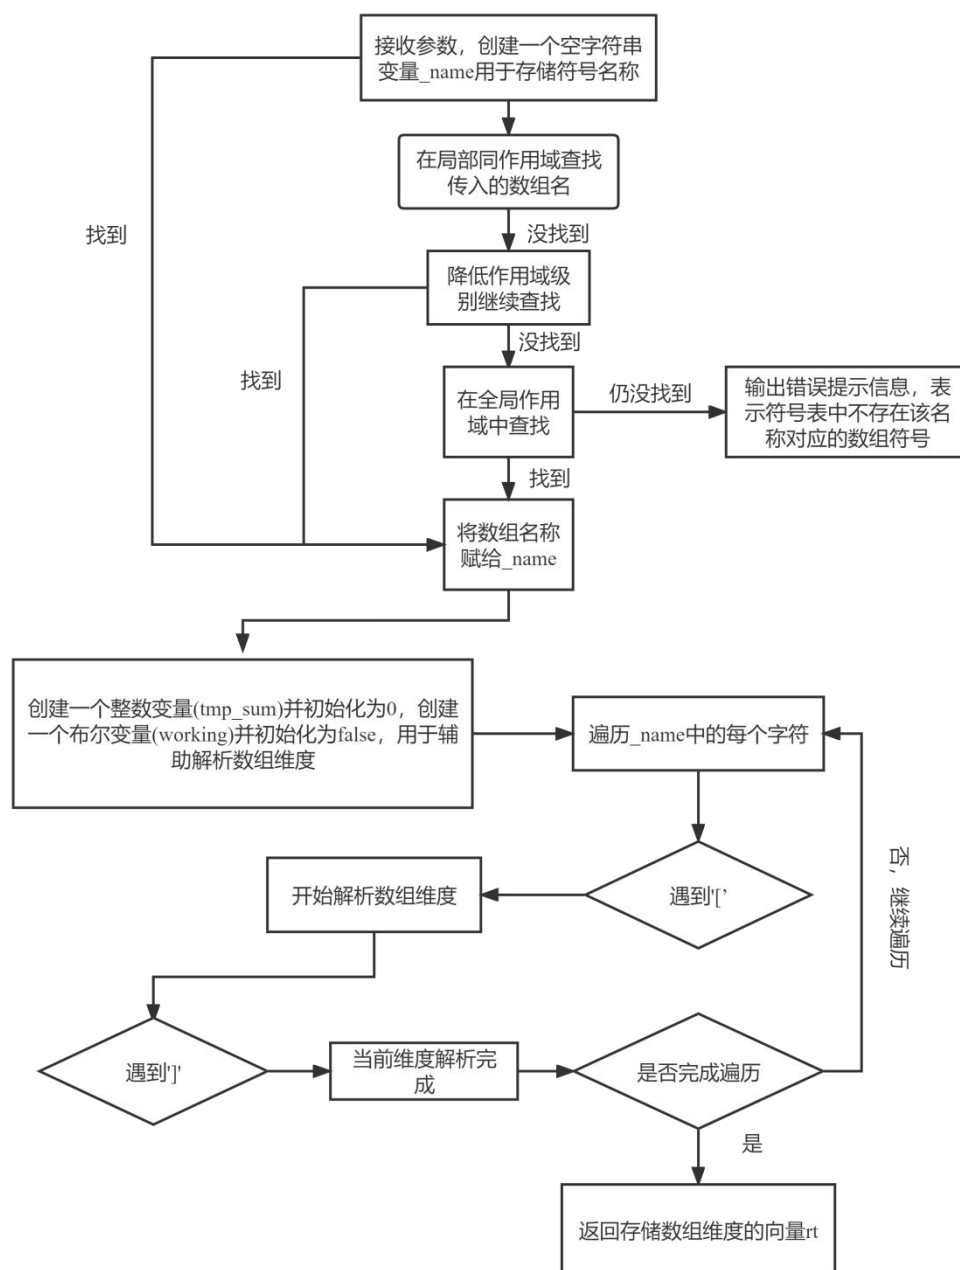 接收参数，创建一个空字符串
变量_name用于存储符号名称
在局部同作用域查找
传入的数组名
找到
没找到
降低作用域级
别继续查找
没找到
找到
在全局作用
域中查找
仍没找到
输出错误提示信息，表
示符号表中不存在该名
称对应的数组符号
找到
将数组名称
赋给_name
创建一个整数变量(tmp_sum)并初始化为0，创建
一个布尔变量(working)并初始化为false，用于辅
助解析数组维度
遍历_name中的每个字符
否，继续遍历
遇到'['
开始解析数组维度
遇到']'
当前维度解析完
成
是否完成遍历
是
返回存储数组维度的向量rt